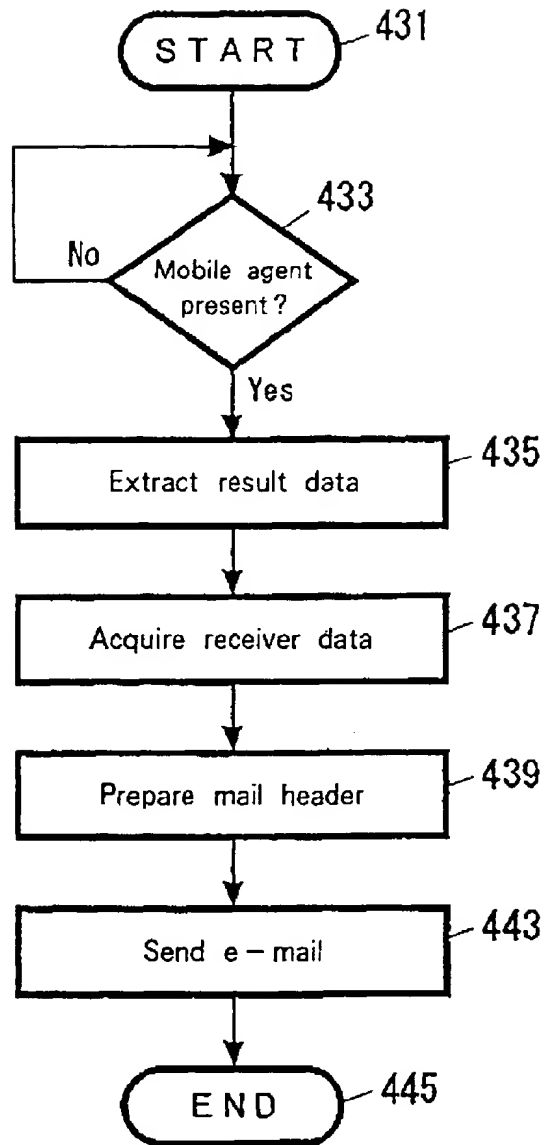 START
431
433
No
Mobile agent
present?
Yes
Extract result data
435
Acquire receiver data
437
Prepare mail header
439
Send e-mail
443
END
445